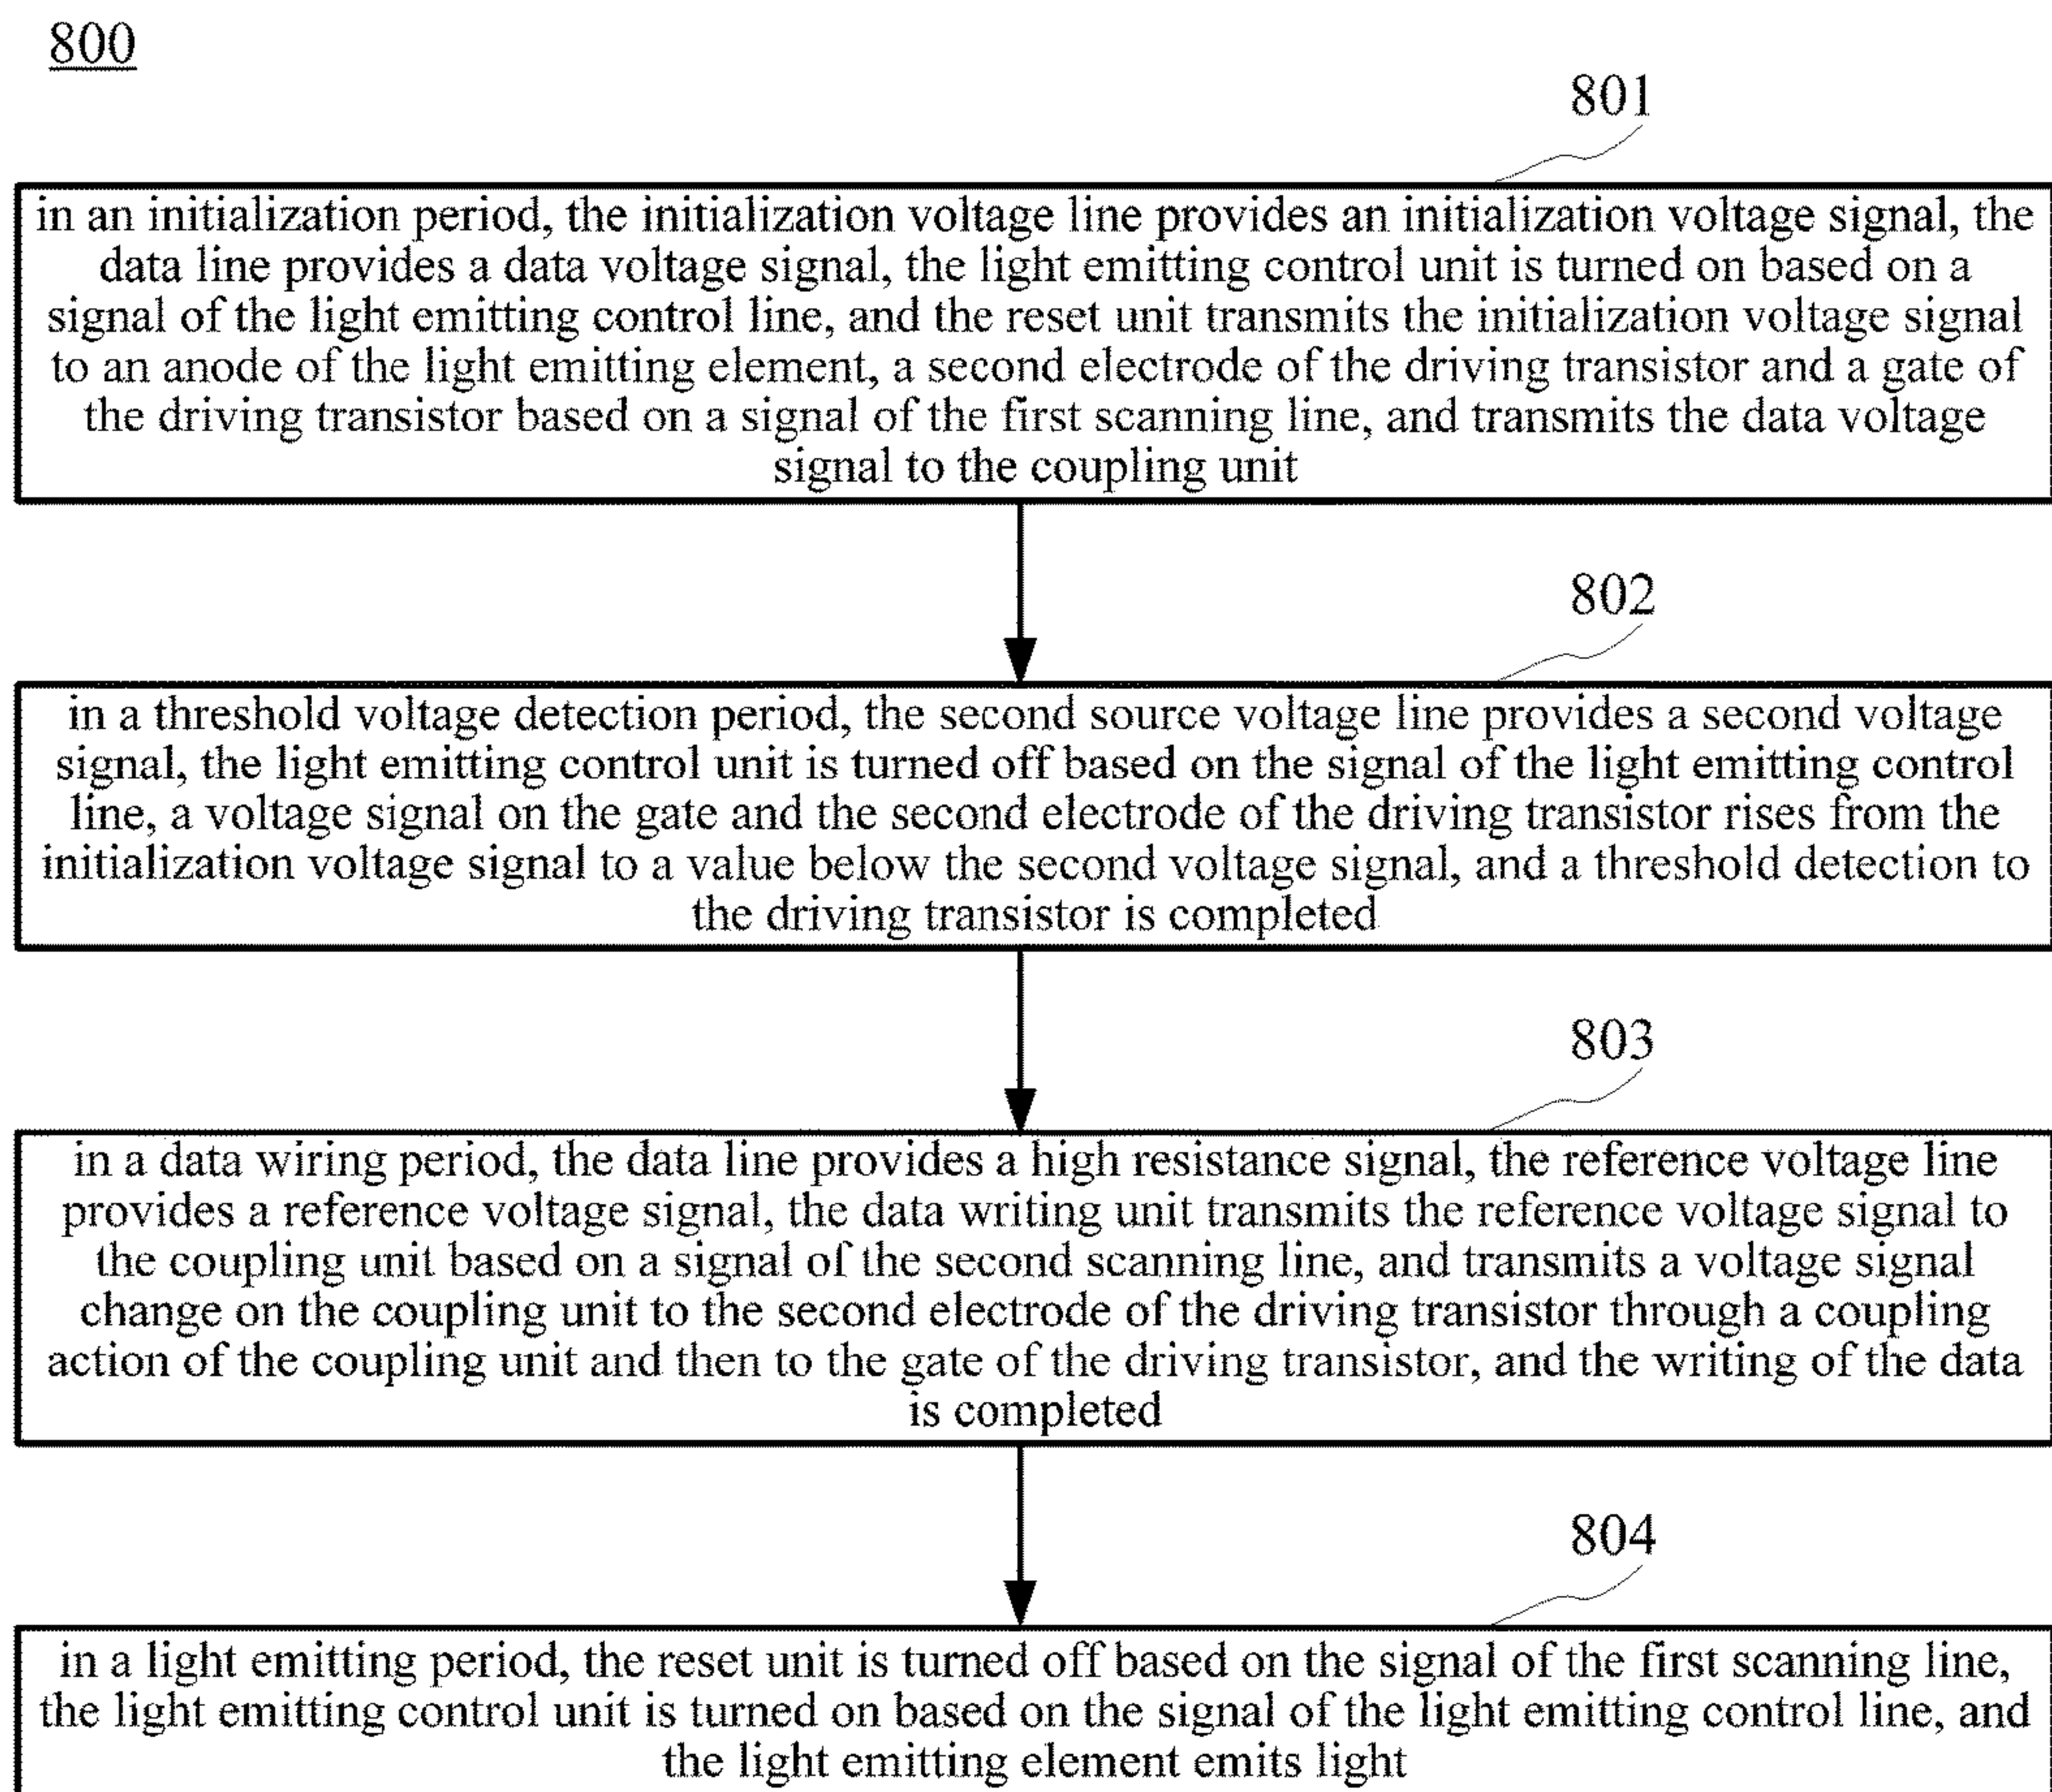 800
801
in an initialization period, the initialization voltage line provides an initialization voltage signal, the
data line provides a data voltage signal, the light emitting control unit is turned on based on a
signal of the light emitting control line, and the reset unit transmits the initialization voltage signal
to an anode of the light emitting element, a second electrode of the driving transistor and a gate of
the driving transistor based on a signal of the first scanning line, and transmits the data voltage
signal to the coupling unit
802
in a threshold voltage detection period, the second source voltage line provides a second voltage
signal, the light emitting control unit is turned off based on the signal of the light emitting control
line, a voltage signal on the gate and the second electrode of the driving transistor rises from the
initialization voltage signal to a value below the second voltage signal, and a threshold detection to
the driving transistor is completed
803
in a data wiring period, the data line provides a high resistance signal, the reference voltage line
provides a reference voltage signal, the data writing unit transmits the reference voltage signal to
the coupling unit based on a signal of the second scanning line, and transmits a voltage signal
change on the coupling unit to the second electrode of the driving transistor through a coupling
action of the coupling unit and then to the gate of the driving transistor, and the writing of the data
is completed
804
in a light emitting period, the reset unit is turned off based on the signal of the first scanning line,
the light emitting control unit is turned on based on the signal of the light emitting control line, and
the light emitting element emits light